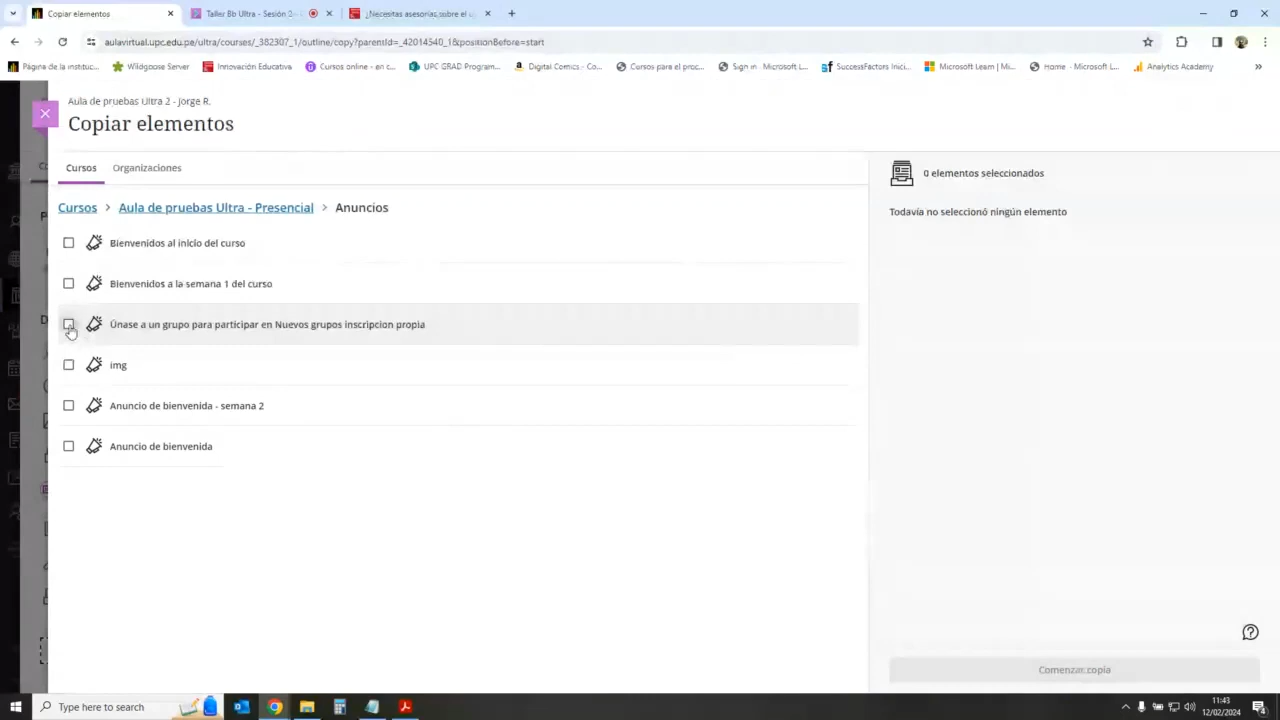 Copiar elementos
Taller Bb Ultra - Sesión 2 -
¿Necesitas asesorías sobre el u
aulavirtual.upc.edu.pe/ultra/courses/_382307_1/outline/copy?parentId=_42014540_1&positionBefore=start
Página de la instituc...
Wildgoose Server
Innovación Educativa
Cursos online - en c...
UPC GRAD Program...
Digital Comics - Co...
Cursos para el proc...
Sign in - Microsoft L...
SuccessFactors Inici...
Microsoft Learn | Mi...
Home - Microsoft L...
Analytics Academy
»
Aula de pruebas Ultra 2 - Jorge R.
Copiar elementos
Cursos
Organizaciones
0 elementos seleccionados
Cursos > Aula de pruebas Ultra - Presencial > Anuncios
Todavía no seleccionó ningún elemento
Bienvenidos al inicio del curso
Bienvenidos a la semana 1 del curso
Únase a un grupo para participar en Nuevos grupos inscripcion propia
img
Anuncio de bienvenida - semana 2
Anuncio de bienvenida
Comenzar copia
Type here to search
11:43
12/02/2024
4